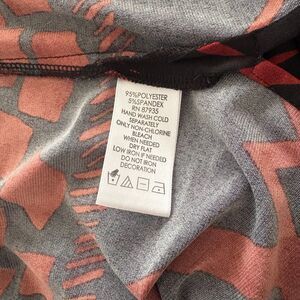 95%POLYESTER
5%SPANDEX
RN 87935
HAND WASH COLD
SEPARATELY
ONLY NON-CHLORINE
BLEACH
WHEN NEEDED
DRY FLAT
LOW IRON IF NEEDED
DO NOT IRON
DECORATION